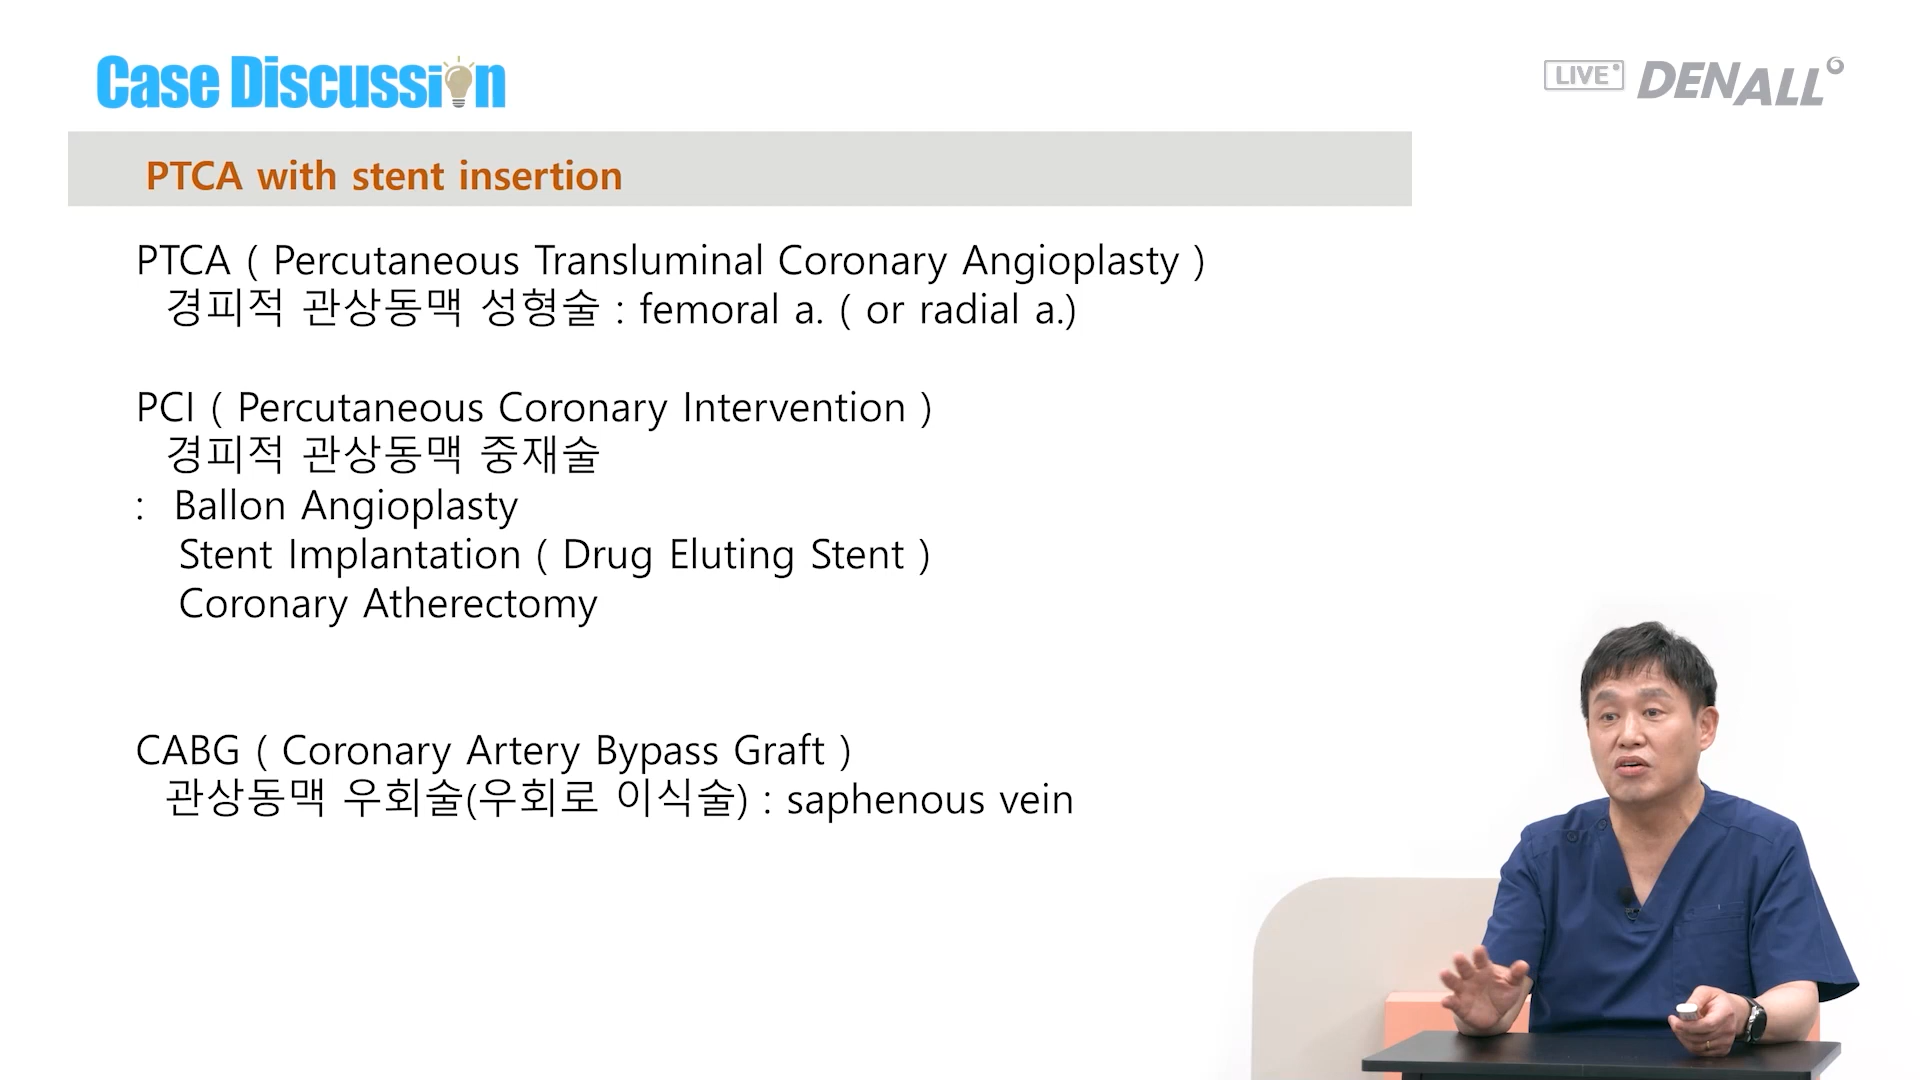 Case Discussion
LIVE DENALL
PTCA with stent insertion
PTCA ( Percutaneous Transluminal Coronary Angioplasty )
경피적 관상동맥 성형술 : femoral a. ( or radial a.)
PCI ( Percutaneous Coronary Intervention )
경피적 관상동맥 중재술
: Ballon Angioplasty
Stent Implantation ( Drug Eluting Stent )
Coronary Atherectomy
CABG ( Coronary Artery Bypass Graft )
관상동맥 우회술(우회로 이식술) : saphenous vein